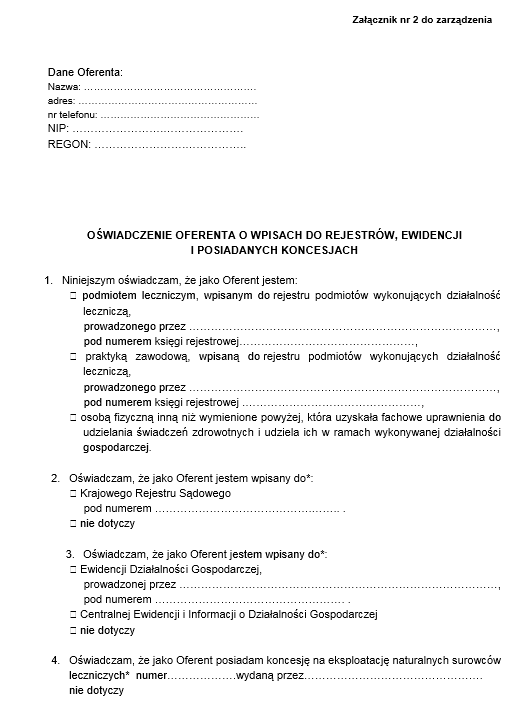 Załącznik nr 2 do zarządzenia
Dane Oferenta:
Nazwa: ……………………………………………
adres: ………………………………………………
nr telefonu: …………………………………………
NIP: …………………………………………
REGON: ……………………………………..
OŚWIADCZENIE OFERENTA O WPISACH DO REJESTRÓW, EWIDENCJI
I POSIADANYCH KONCESJACH
1. Niniejszym oświadczam, że jako Oferent jestem:
□ podmiotem leczniczym, wpisanym do rejestru podmiotów wykonujących działalność
leczniczą,
prowadzonego przez ……………………………………………………………………………,
pod numerem księgi rejestrowej……………………………………………,
□ praktyką zawodową, wpisaną do rejestru podmiotów wykonujących działalność
leczniczą,
prowadzonego przez ……………………………………………………………………………,
pod numerem księgi rejestrowej ……………………………………………,
□ osobą fizyczną inną niż wymienione powyżej, która uzyskała fachowe uprawnienia do
udzielania świadczeń zdrowotnych i udziela ich w ramach wykonywanej działalności
gospodarczej.
2. Oświadczam, że jako Oferent jestem wpisany do*:
□ Krajowego Rejestru Sądowego
pod numerem ……………………………………………. .
□ nie dotyczy
3. Oświadczam, że jako Oferent jestem wpisany do*:
□ Ewidencji Działalności Gospodarczej,
prowadzonej przez ……………………………………………………………………………,
pod numerem ……………………………………………. .
□ Centralnej Ewidencji i Informacji o Działalności Gospodarczej
□ nie dotyczy
4. Oświadczam, że jako Oferent posiadam koncesję na eksploatację naturalnych surowców
leczniczych* numer……………….wydaną przez………………………………………….
nie dotyczy